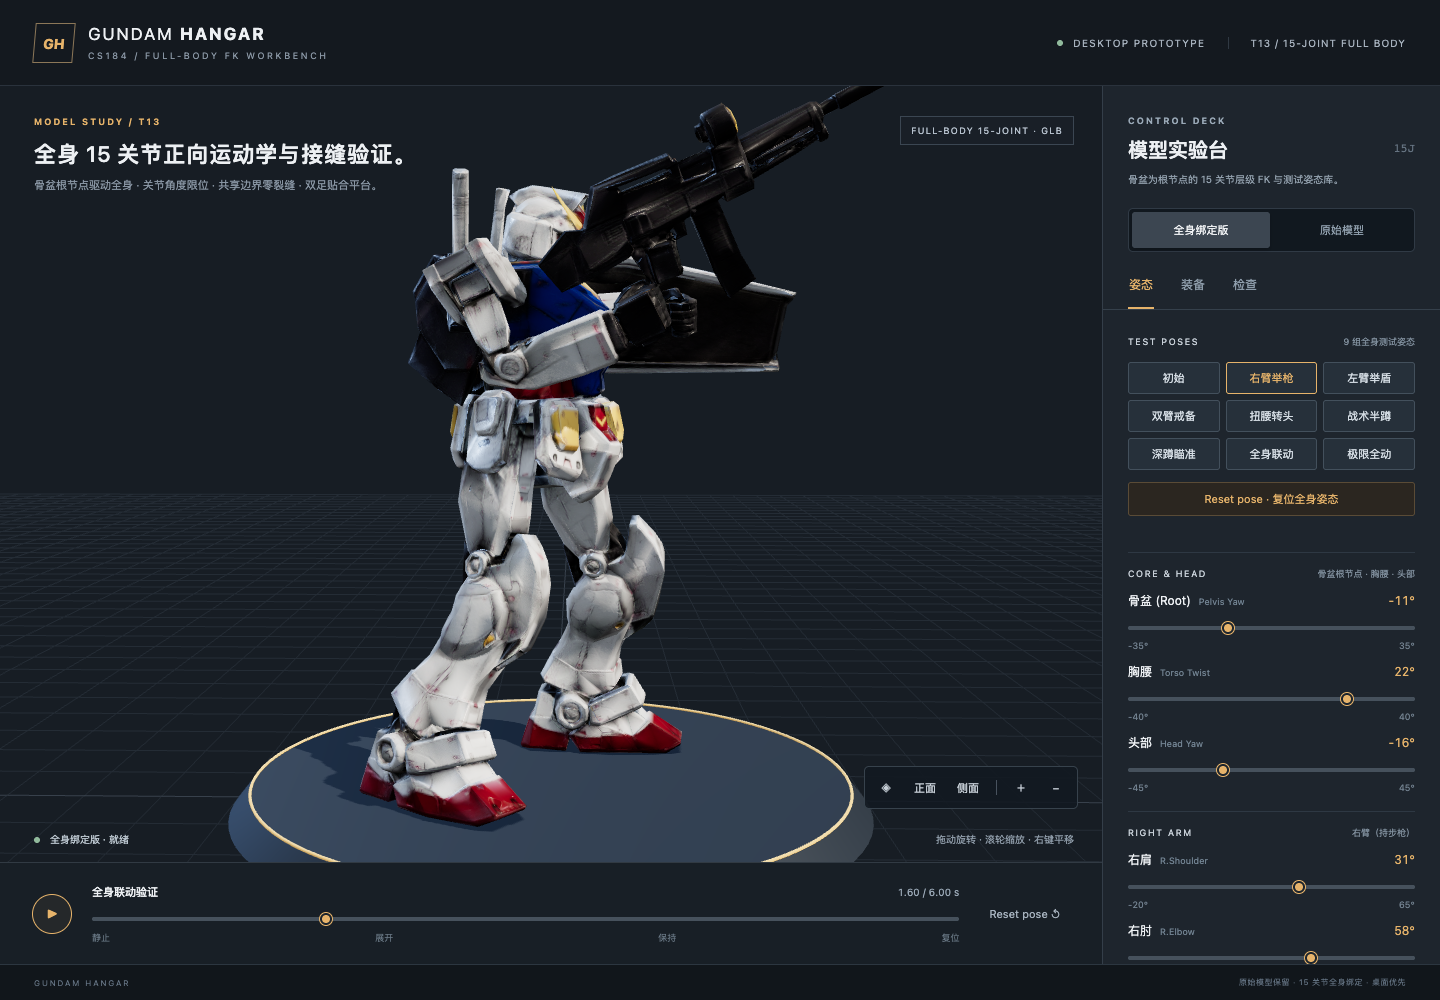 GH
GUNDAM HANGAR
CS184 / FULL-BODY FK WORKBENCH
DESKTOP PROTOTYPE
T13 / 15-JOINT FULL BODY
MODEL STUDY / T13
全身 15 关节正向运动学与接缝验证。
骨盆根节点驱动全身 · 关节角度限位 · 共享边界零裂缝 · 双足贴合平台。
FULL-BODY 15-JOINT · GLB
正面 侧面 + −
全身绑定版 · 就绪
拖动旋转 · 滚轮缩放 · 右键平移
全身联动验证
1.60 / 6.00 s
静止 展开 保持 复位
Reset pose
CONTROL DECK
模型实验台
15J
骨盆为根节点的 15 关节层级 FK 与测试姿态库。
全身绑定版 原始模型
姿态 装备 检查
TEST POSES
9 组全身测试姿态
初始 右臂举枪 左臂举盾
双臂戒备 扭腰转头 战术半蹲
深蹲瞄准 全身联动 极限全动
Reset pose · 复位全身姿态
CORE & HEAD
骨盆根节点 · 胸腰 · 头部
骨盆 (Root) Pelvis Yaw -11°
-35° 35°
胸腰 Torso Twist 22°
-40° 40°
头部 Head Yaw -16°
-45° 45°
RIGHT ARM
右臂（持步枪）
右肩 R.Shoulder 31°
-20° 65°
右肘 R.Elbow 58°
GUNDAM HANGAR
原始模型保留 · 15 关节全身绑定 · 桌面优先